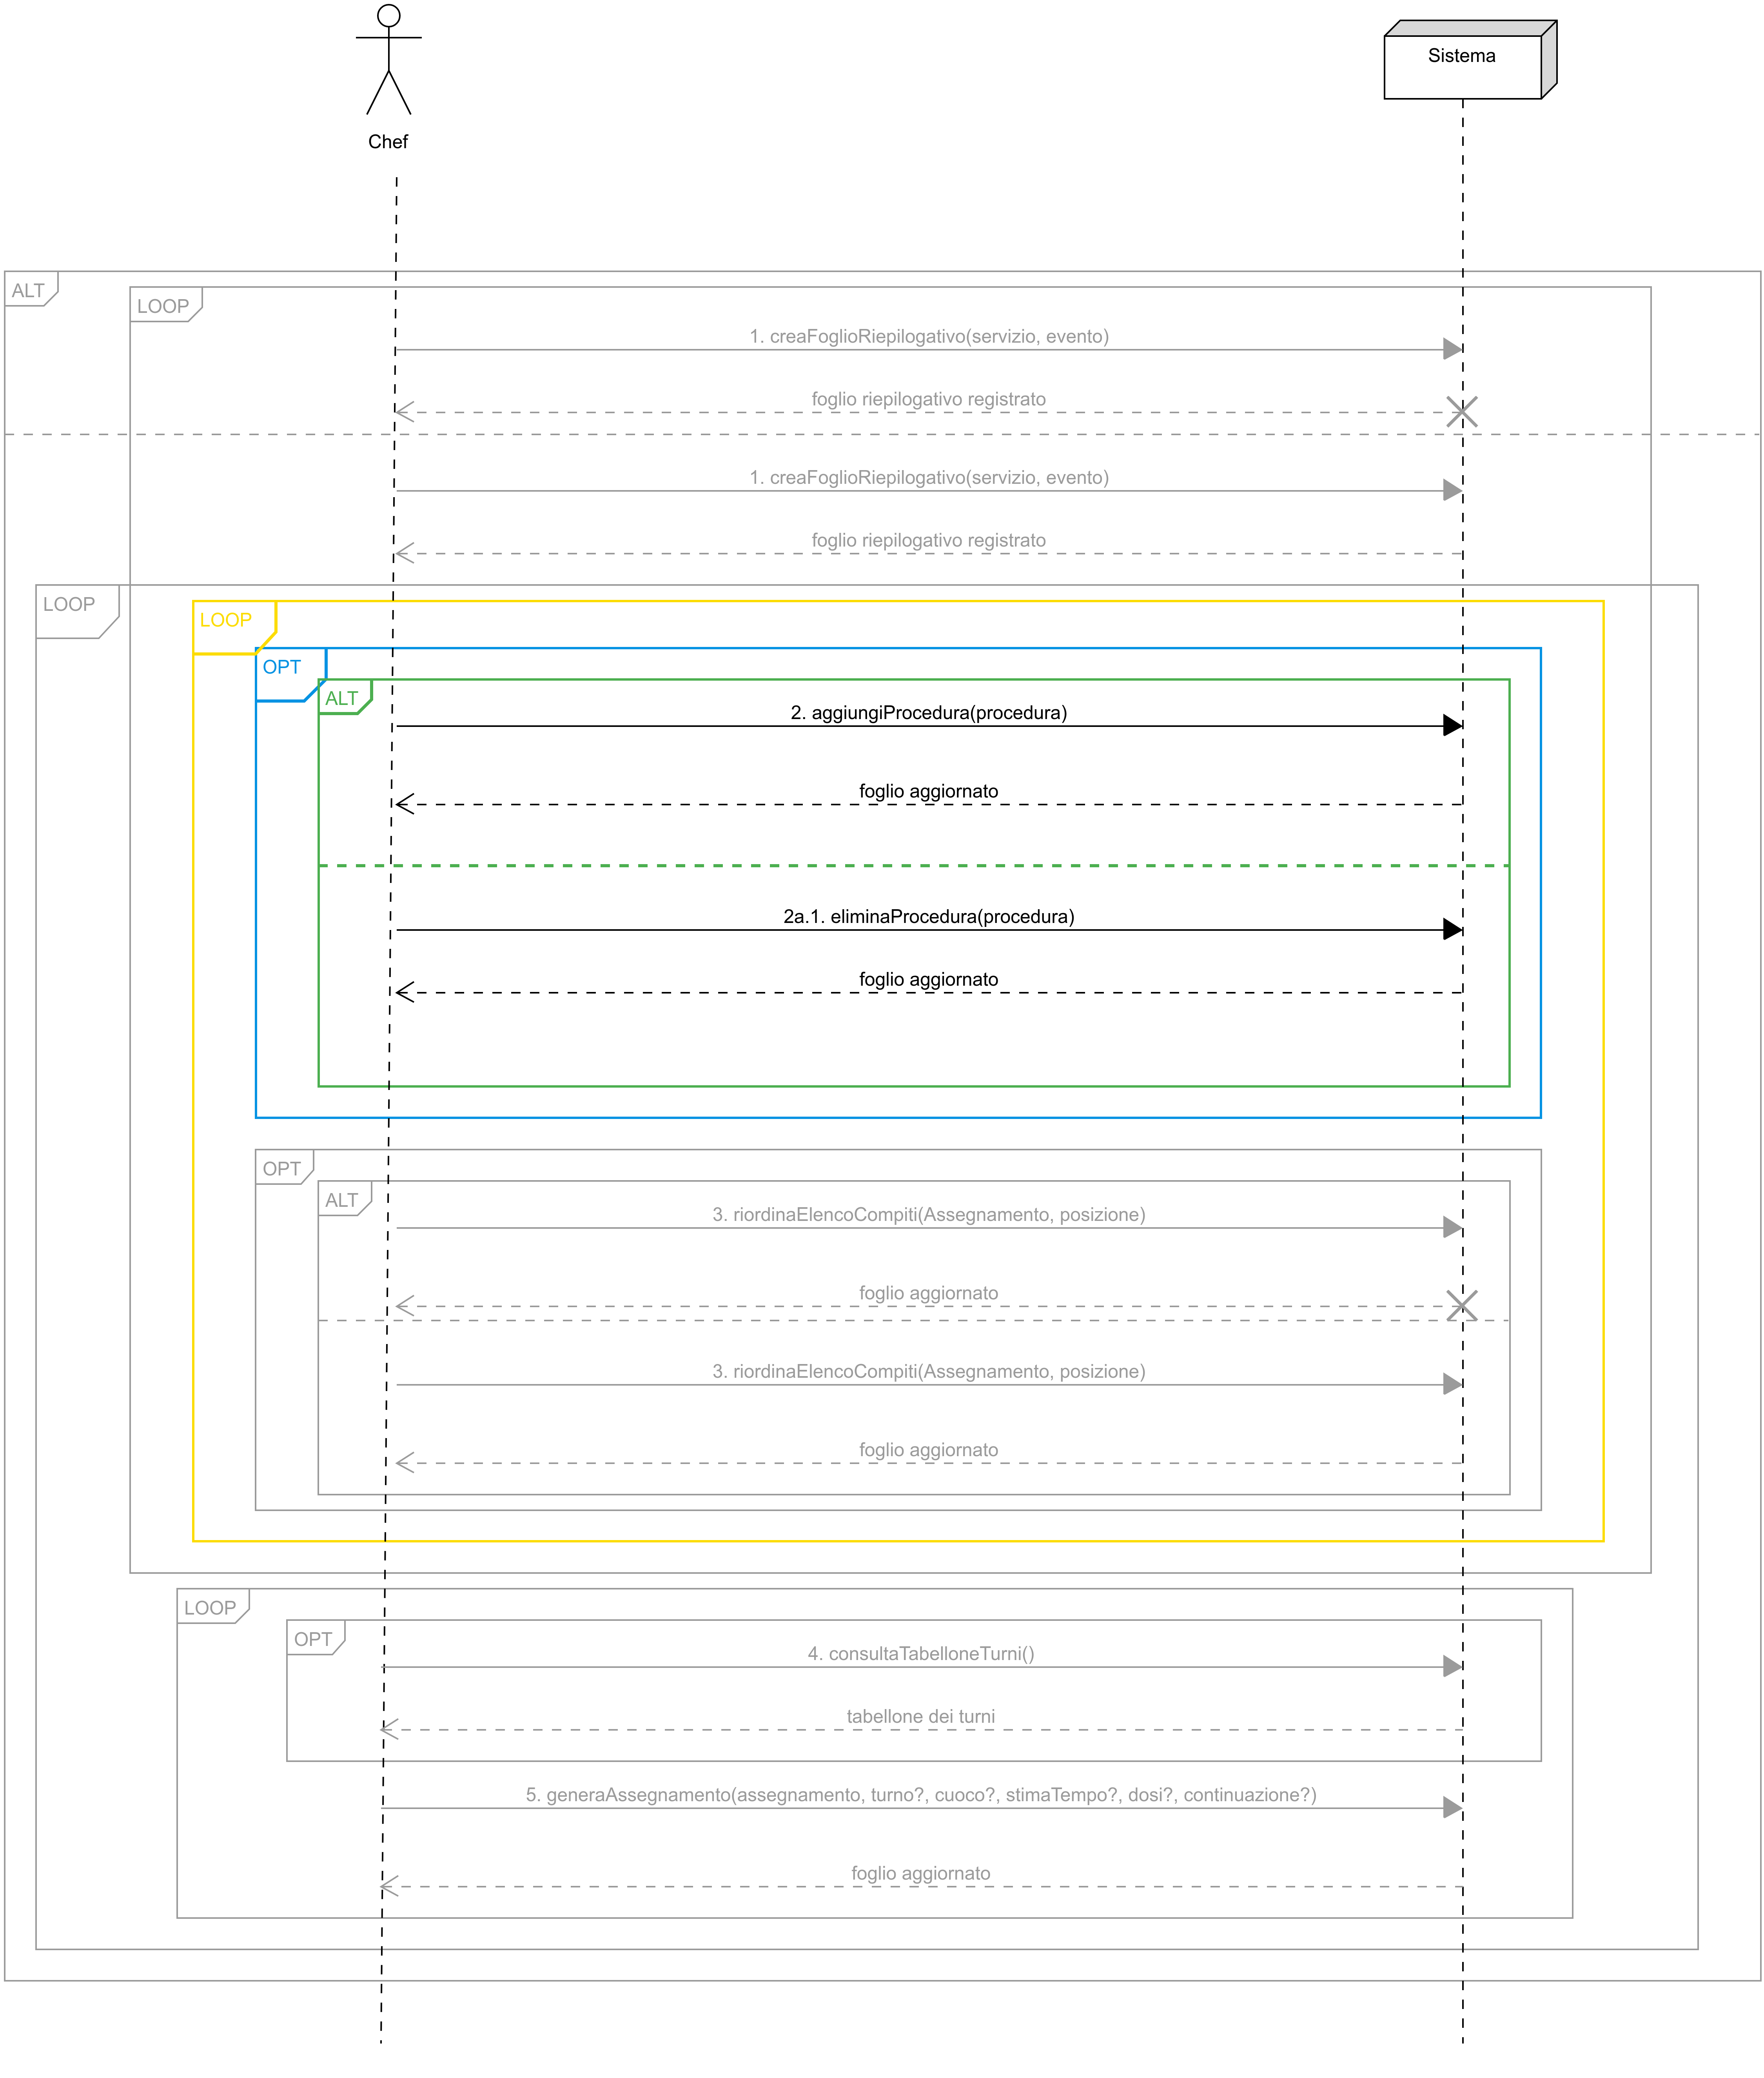 Chef
Sistema
ALT
LOOP
1. creaFoglioRiepilogativo(servizio, evento)
foglio riepilogativo registrato
1. creaFoglioRiepilogativo(servizio, evento)
foglio riepilogativo registrato
LOOP
LOOP
OPT
ALT
2. aggiungiProcedura(procedura)
foglio aggiornato
2a.1. eliminaProcedura(procedura)
foglio aggiornato
OPT
ALT
3. riordinaElencoCompiti(Assegnamento, posizione)
foglio aggiornato
3. riordinaElencoCompiti(Assegnamento, posizione)
foglio aggiornato
LOOP
OPT
4. consultaTabelloneTurni()
tabellone dei turni
5. generaAssegnamento(assegnamento, turno?, cuoco?, stimaTempo?, dosi?, continuazione?)
foglio aggiornato